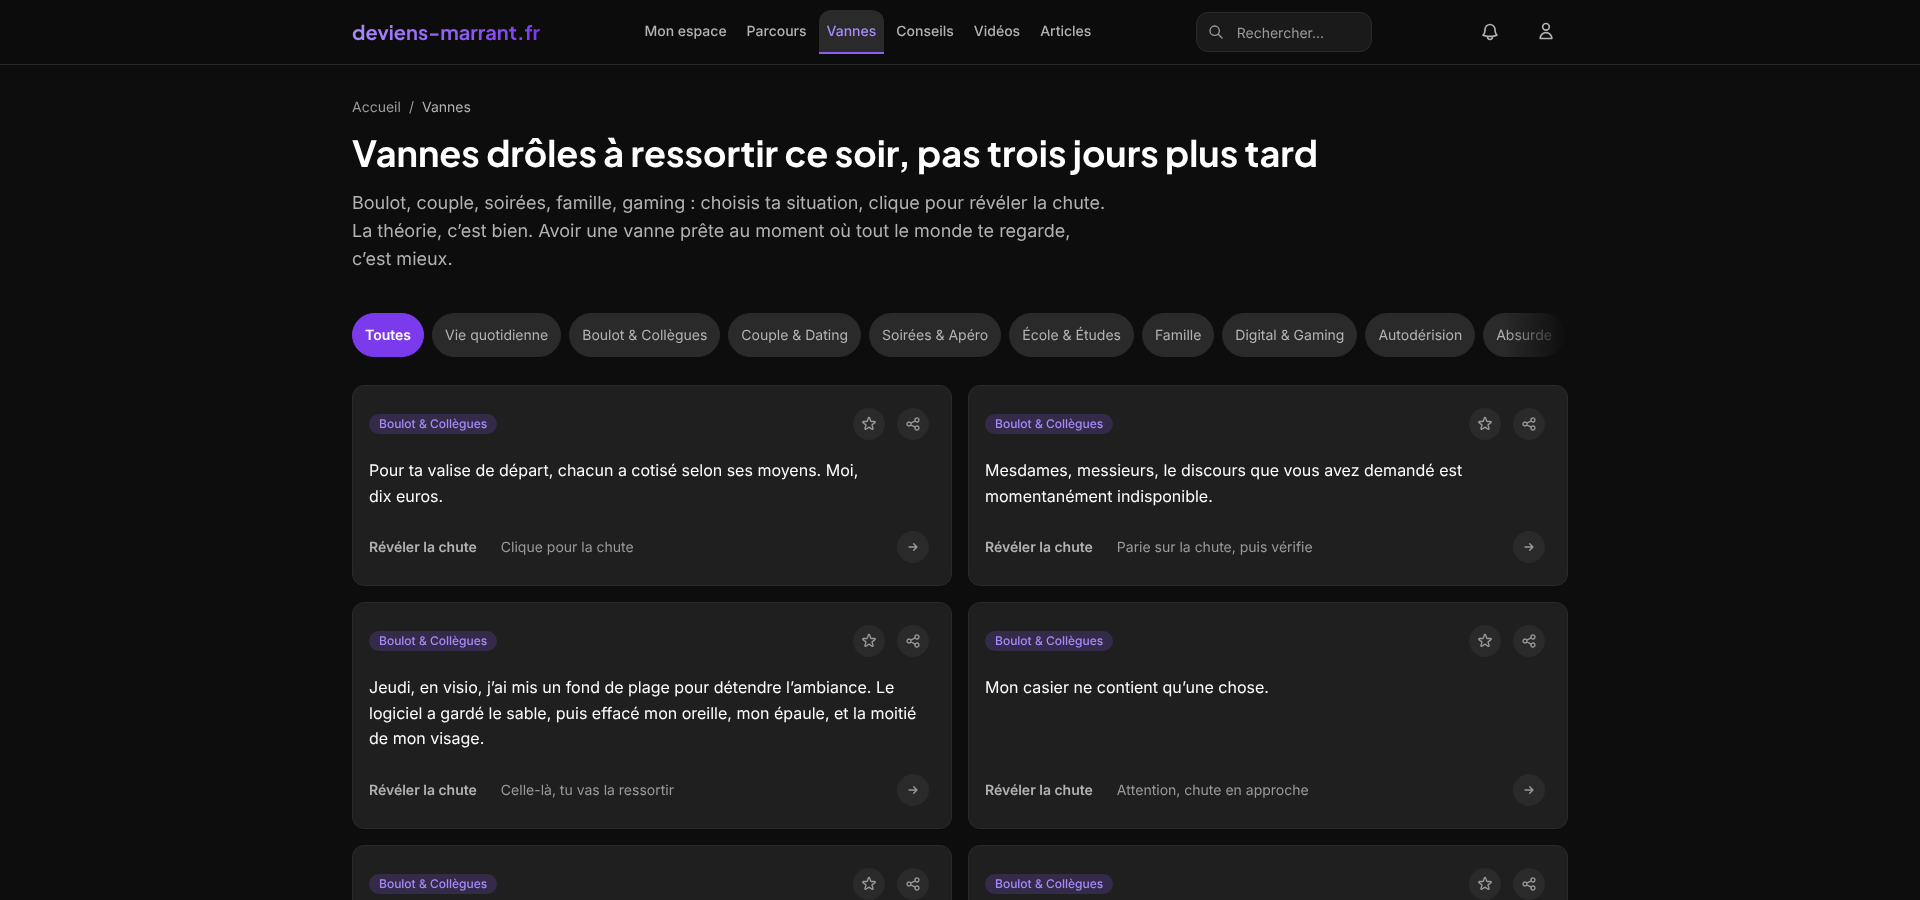 deviens-marrant.fr
Mon espace
Parcours
Vannes
Conseils
Vidéos
Articles
Rechercher...
Accueil / Vannes
Vannes drôles à ressortir ce soir, pas trois jours plus tard
Boulot, couple, soirées, famille, gaming : choisis ta situation, clique pour révéler la chute.
La théorie, c’est bien. Avoir une vanne prête au moment où tout le monde te regarde,
c’est mieux.
Toutes
Vie quotidienne
Boulot & Collègues
Couple & Dating
Soirées & Apéro
École & Études
Famille
Digital & Gaming
Autodérision
Absurde
Boulot & Collègues
Pour ta valise de départ, chacun a cotisé selon ses moyens. Moi,
dix euros.
Révéler la chute
Clique pour la chute
Boulot & Collègues
Mesdames, messieurs, le discours que vous avez demandé est
momentanément indisponible.
Révéler la chute
Parie sur la chute, puis vérifie
Boulot & Collègues
Jeudi, en visio, j’ai mis un fond de plage pour détendre l’ambiance. Le
logiciel a gardé le sable, puis effacé mon oreille, mon épaule, et la moitié
de mon visage.
Révéler la chute
Celle-là, tu vas la ressortir
Boulot & Collègues
Mon casier ne contient qu’une chose.
Révéler la chute
Attention, chute en approche
Boulot & Collègues
Boulot & Collègues